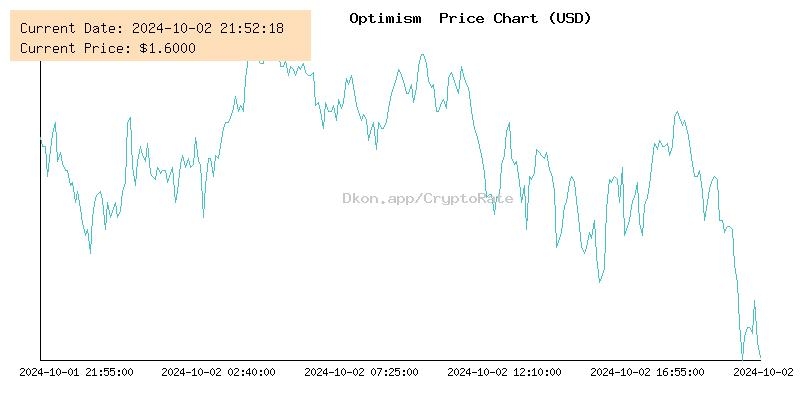 Optimism  Price Chart (USD)
Current Date: 2024-10-02 21:52:18
Current Price: $1.6000
Dkon.app/CryptoRate
2024-10-01 21:55:00 2024-10-02 02:40:00 2024-10-02 07:25:00 2024-10-02 12:10:00 2024-10-02 16:55:00 2024-10-02